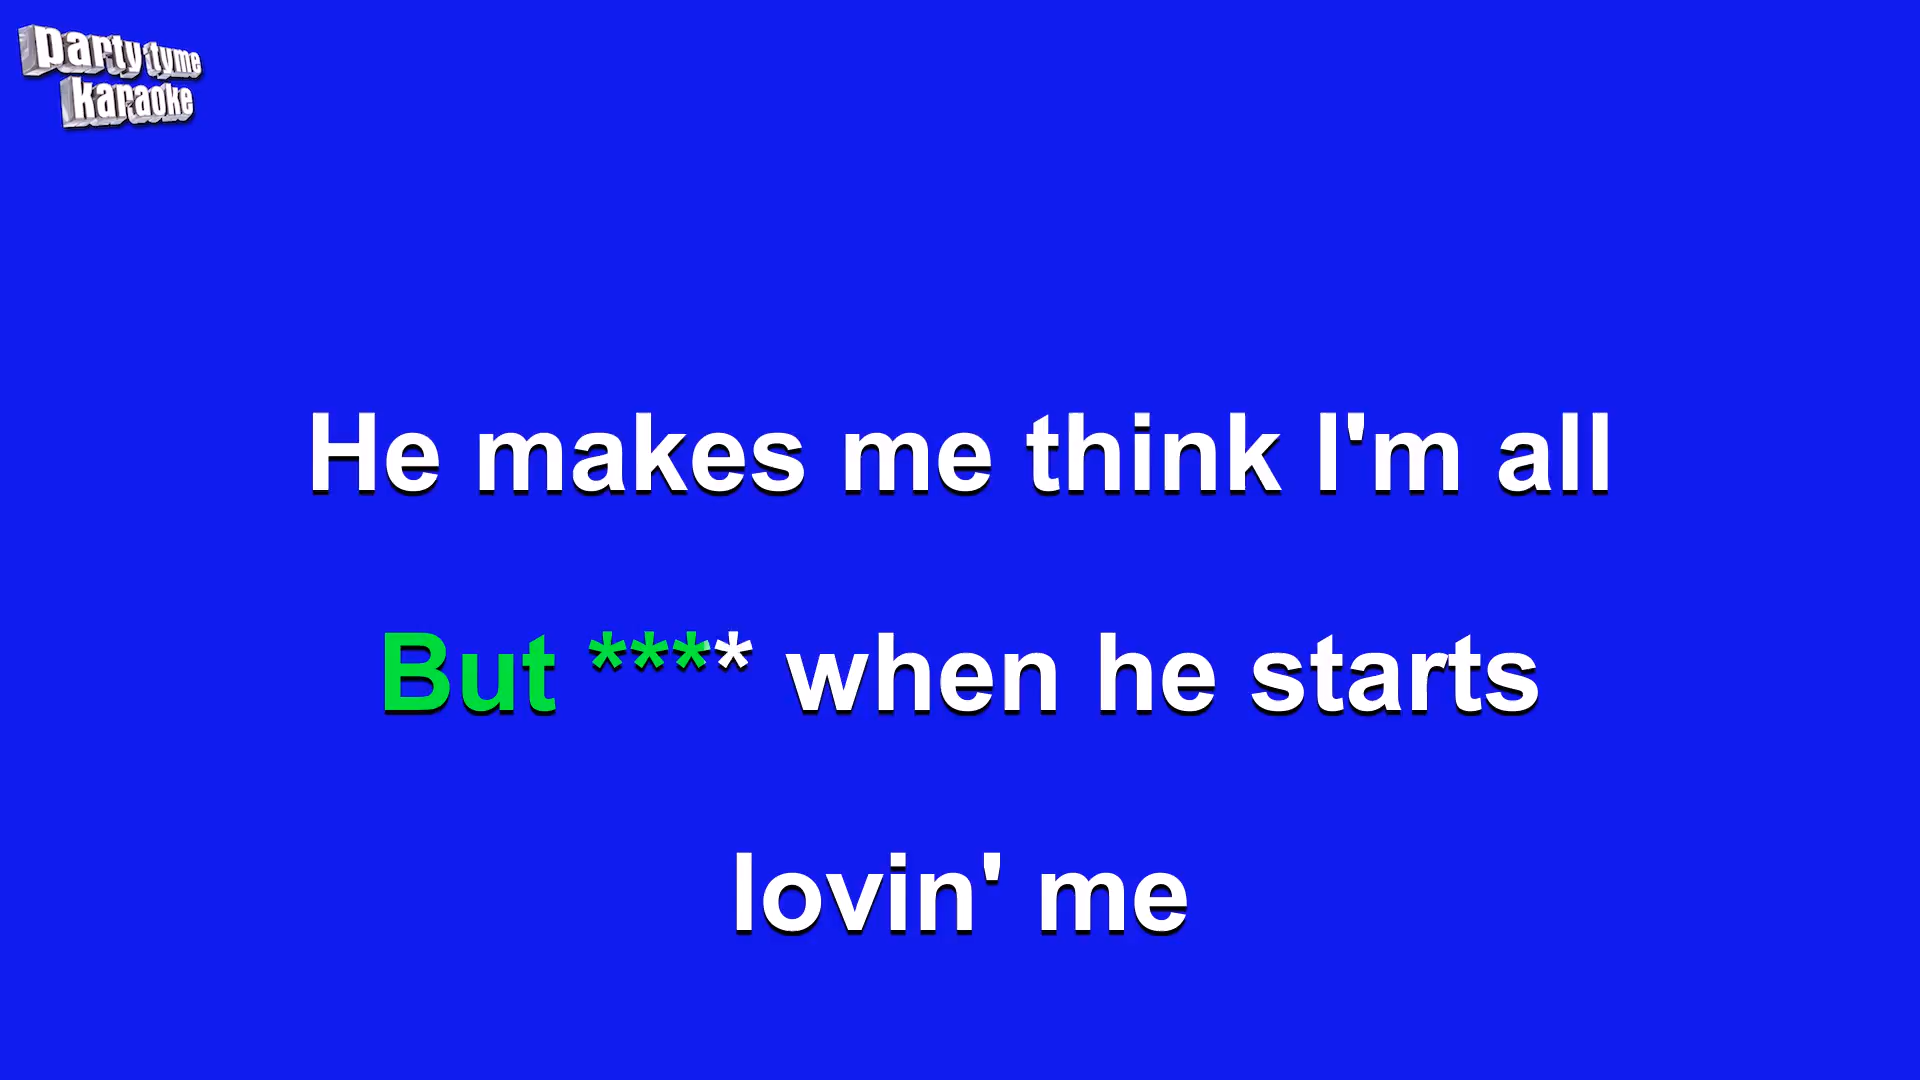 party tyme
karaoke
He makes me think I'm all
But **** when he starts
lovin' me